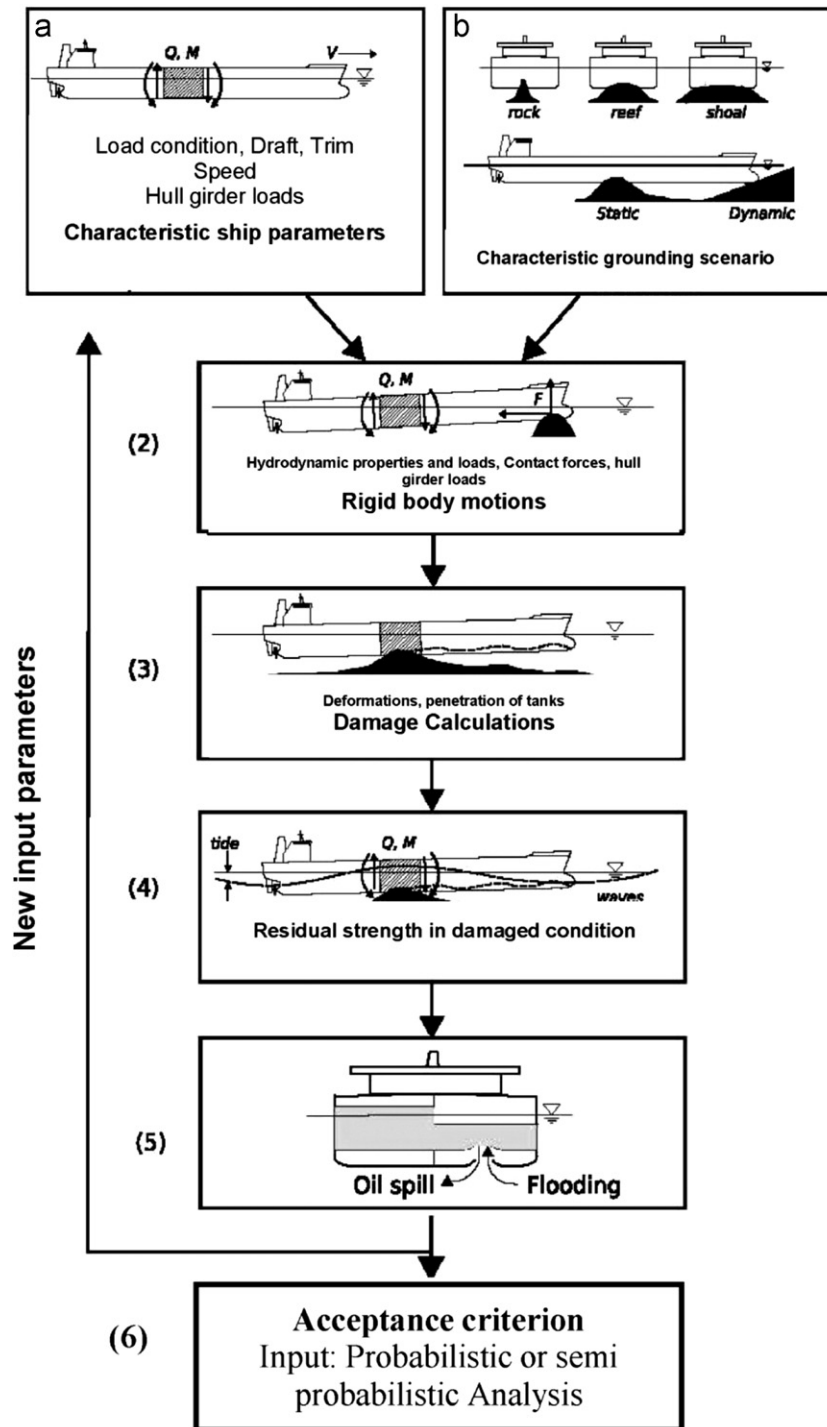 a
Q, M
V
Load condition, Draft, Trim
Speed
Hull girder loads
Characteristic ship parameters
b
rock
reef
shoal
Static
Dynamic
Characteristic grounding scenario
(2)
Q, M
F
Hydrodynamic properties and loads, Contact forces, hull
girder loads
Rigid body motions
(3)
Deformations, penetration of tanks
Damage Calculations
(4)
tide
Q, M
waves
Residual strength in damaged condition
(5)
Oil spill
Flooding
New input parameters
(6)
Acceptance criterion
Input: Probabilistic or semi
probabilistic Analysis